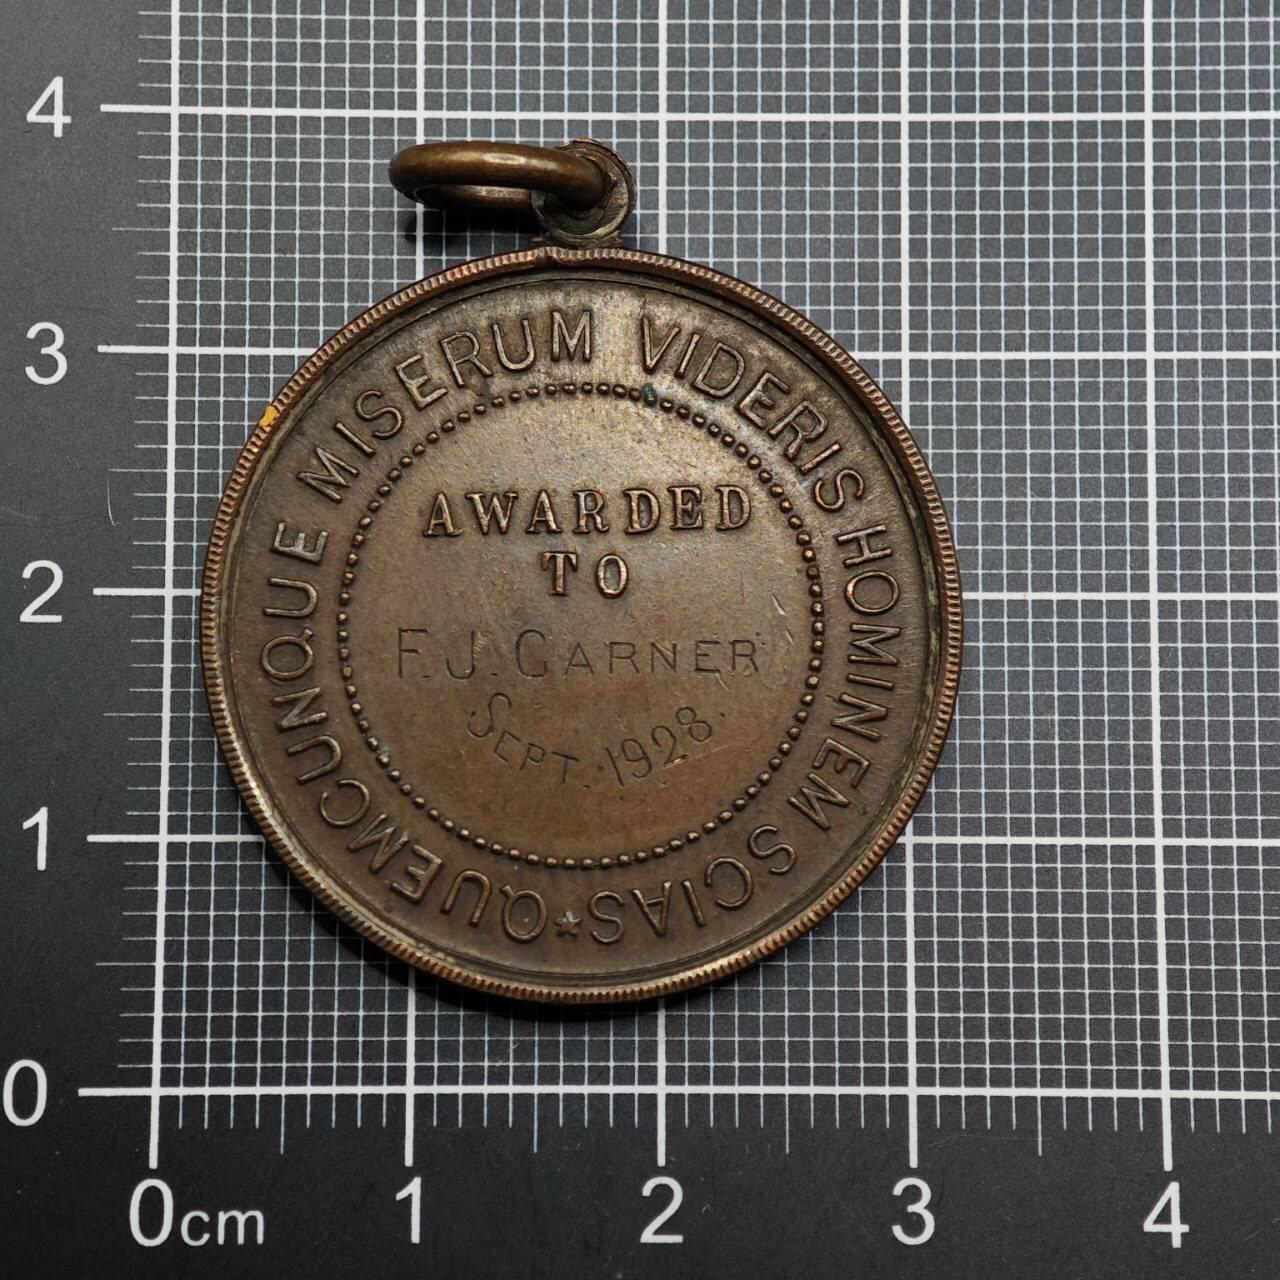 QUEMCUNQUE MISERUM VIDERIS HOMINEM SCIAS
AWARDED
TO
F.J. GARNER
SEPT. 1928.
4
3
2
1
0
0cm 1 2 3 4